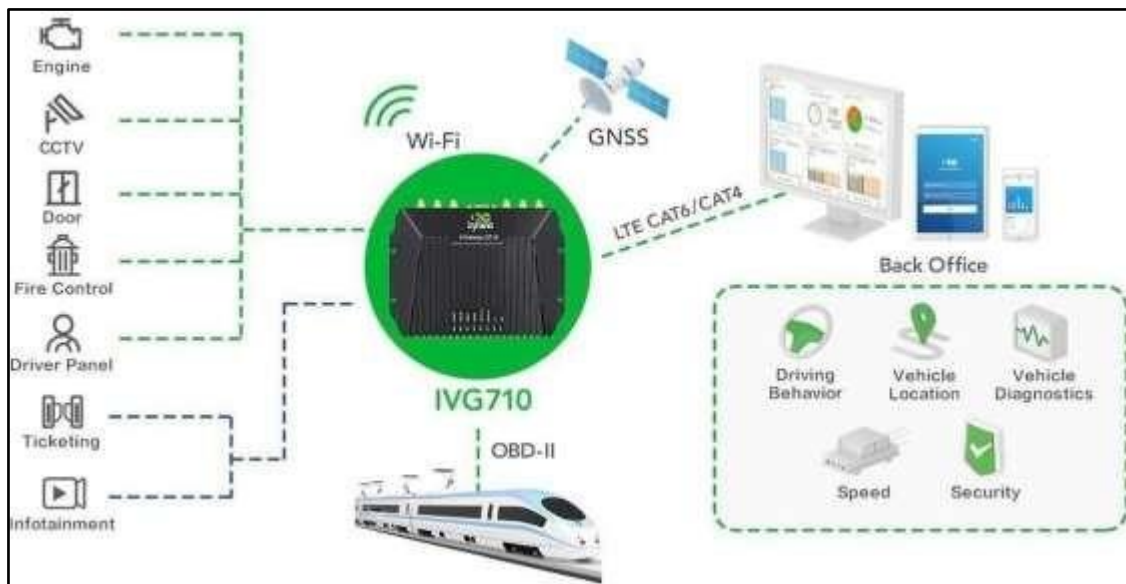 Engine
CCTV
Door
Fire Control
Driver Panel
Ticketing
Infotainment
Wi-Fi
GNSS
LTE CAT6/CAT4
IVG710
OBD-II
Back Office
Driving
Behavior
Vehicle
Location
Vehicle
Diagnostics
Speed
Security